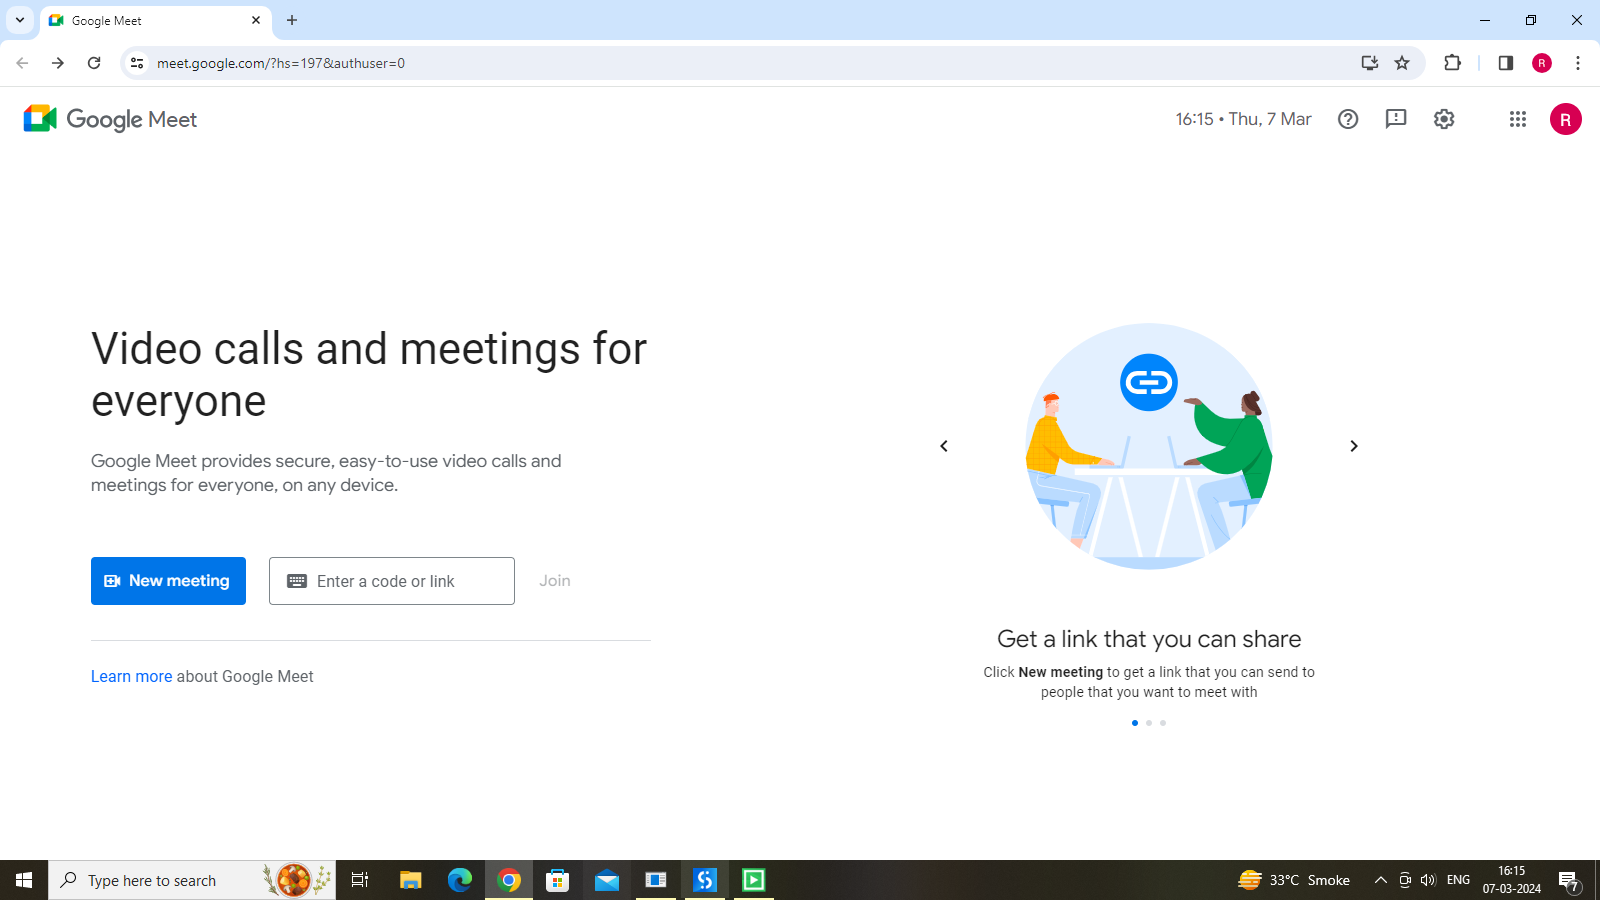 Google Meet
meet.google.com/?hs=197&authuser=0
R
Google Meet
16:15 • Thu, 7 Mar
R
Video calls and meetings for
everyone
Google Meet provides secure, easy-to-use video calls and
meetings for everyone, on any device.
New meeting
Enter a code or link
Join
Learn more about Google Meet
Get a link that you can share
Click New meeting to get a link that you can send to
people that you want to meet with
Type here to search
33°C Smoke
ENG
16:15
07-03-2024
7